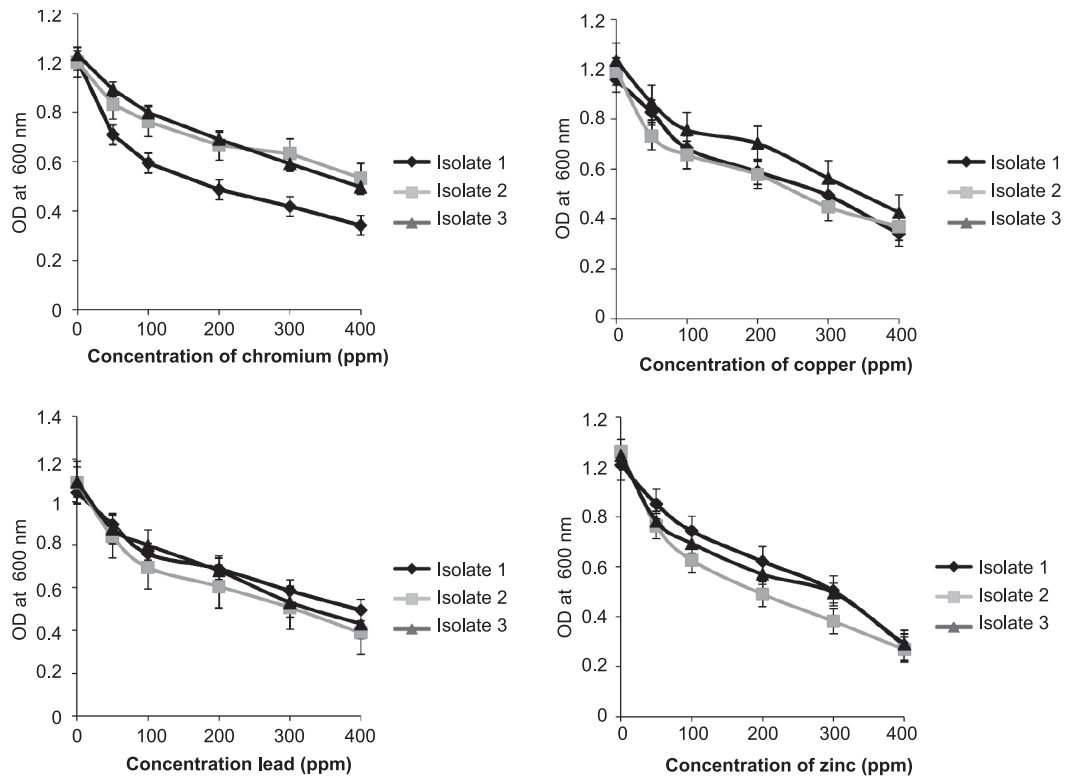 1.2
1.2
0.8
0.6
0.4
0.2
0
OD at 600 nm
0 100 200 300 400
Concentration of chromium (ppm)
Isolate 1
Isolate 2
Isolate 3
1.2
1.2
0.8
0.6
0.4
0.2
0
OD at 600 nm
0 100 200 300 400
Concentration of copper (ppm)
Isolate 1
Isolate 2
Isolate 3
1.4
1.2
1
0.8
0.6
0.4
0.2
0
OD at 600 nm
0 100 200 300 400
Concentration lead (ppm)
Isolate 1
Isolate 2
Isolate 3
1.2
1.2
0.8
0.6
0.4
0.2
0
OD at 600 nm
0 100 200 300 400
Concentration of zinc (ppm)
Isolate 1
Isolate 2
Isolate 3